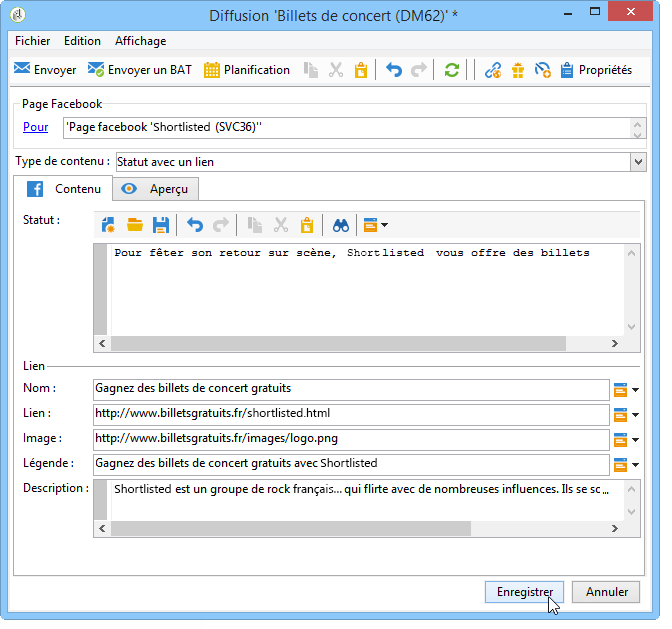 Diffusion 'Billets de concert (DM62)' *
Fichier Edition Affichage
Envoyer Envoyer un BAT Planification Propriétés
Page Facebook
Pour 'Page facebook 'Shortlisted (SVC36)''
Type de contenu : Statut avec un lien
Contenu Aperçu
Statut :
Pour fêter son retour sur scène, Shortlisted vous offre des billets
Lien
Nom : Gagnez des billets de concert gratuits
Lien : http://www.billetsgratuits.fr/shortlisted.html
Image : http://www.billetsgratuits.fr/images/logo.png
Légende : Gagnez des billets de concert gratuits avec Shortlisted
Description : Shortlisted est un groupe de rock français... qui flirte avec de nombreuses influences. Ils se sc...
Enregistrer Annuler